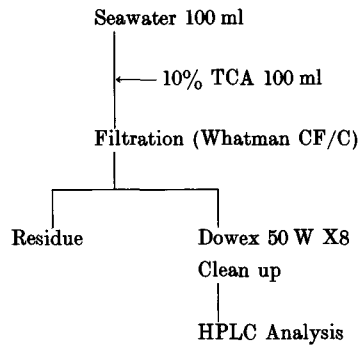 Seawater 100 ml
10% TCA 100 ml
Filtration (Whatman CF/C)
Residue
Dowex 50 W X8
Clean up
HPLC Analysis